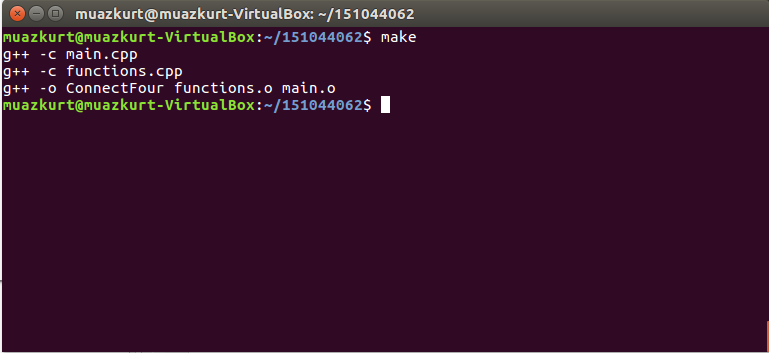 muazkurt@muazkurt-VirtualBox: ~/151044062
muazkurt@muazkurt-VirtualBox:~/151044062$ make
g++ -c main.cpp
g++ -c functions.cpp
g++ -o ConnectFour functions.o main.o
muazkurt@muazkurt-VirtualBox:~/151044062$